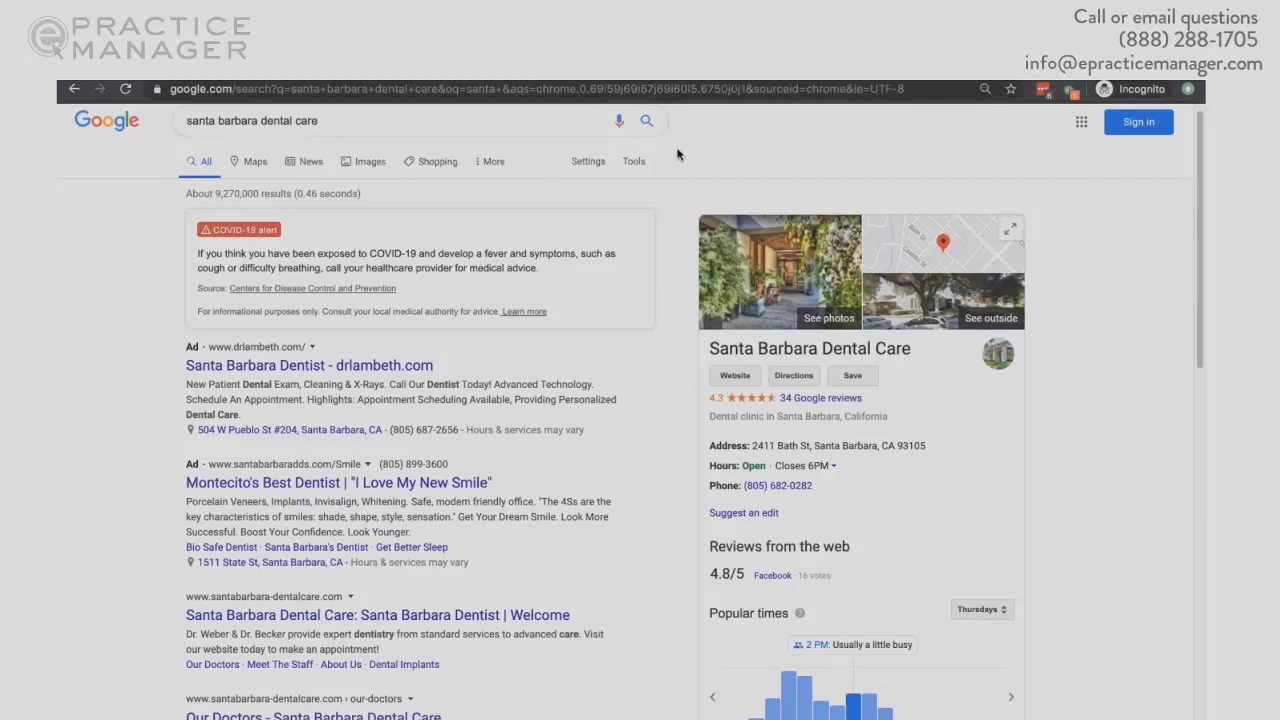 e PRACTICE
MANAGER
Call or email questions
(888) 288-1705
info@epracticemanager.com
google.com/search?q=santa+barbara+dental+care&oq=santa+&aqs=chrome.0.69i59j69i57j69i60l5.6750j0j1&sourceid=chrome&ie=UTF-8
Incognito
Google
santa barbara dental care
Sign in
All
Maps
News
Images
Shopping
More
Settings
Tools
About 9,270,000 results (0.46 seconds)
COVID-19 alert
If you think you have been exposed to COVID-19 and develop a fever and symptoms, such as
cough or difficulty breathing, call your healthcare provider for medical advice.
Source: Centers for Disease Control and Prevention
For informational purposes only. Consult your local medical authority for advice. Learn more
Ad · www.drlambeth.com/
Santa Barbara Dentist - drlambeth.com
New Patient Dental Exam, Cleaning & X-Rays. Call Our Dentist Today! Advanced Technology.
Schedule An Appointment. Highlights: Appointment Scheduling Available, Providing Personalized
Dental Care.
504 W Pueblo St #204, Santa Barbara, CA - (805) 687-2656 - Hours & services may vary
Ad · www.santabarbaradds.com/Smile (805) 899-3600
Montecito's Best Dentist | "I Love My New Smile"
Porcelain Veneers, Implants, Invisalign, Whitening. Safe, modern friendly office. "The 4Ss are the
key characteristics of smiles: shade, shape, style, sensation." Get Your Dream Smile. Look More
Successful. Boost Your Confidence. Look Younger.
Bio Safe Dentist · Santa Barbara's Dentist · Get Better Sleep
1511 State St, Santa Barbara, CA - Hours & services may vary
www.santabarbara-dentalcare.com
Santa Barbara Dental Care: Santa Barbara Dentist | Welcome
Dr. Weber & Dr. Becker provide expert dentistry from standard services to advanced care. Visit
our website today to make an appointment!
Our Doctors · Meet The Staff · About Us · Dental Implants
www.santabarbara-dentalcare.com › our-doctors
Our Doctors - Santa Barbara Dental Care
See photos
See outside
Santa Barbara Dental Care
Website
Directions
Save
4.3 34 Google reviews
Dental clinic in Santa Barbara, California
Address: 2411 Bath St, Santa Barbara, CA 93105
Hours: Open · Closes 6PM
Phone: (805) 682-0282
Suggest an edit
Reviews from the web
4.8/5 Facebook · 16 votes
Popular times
Thursdays
2 PM: Usually a little busy